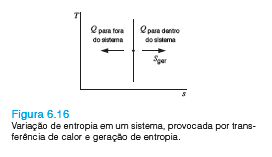 T
Q para fora Q para dentro
do sistema do sistema
Sger
s
Figura 6.16
Variação de entropia em um sistema, provocada por trans-
ferência de calor e geração de entropia.